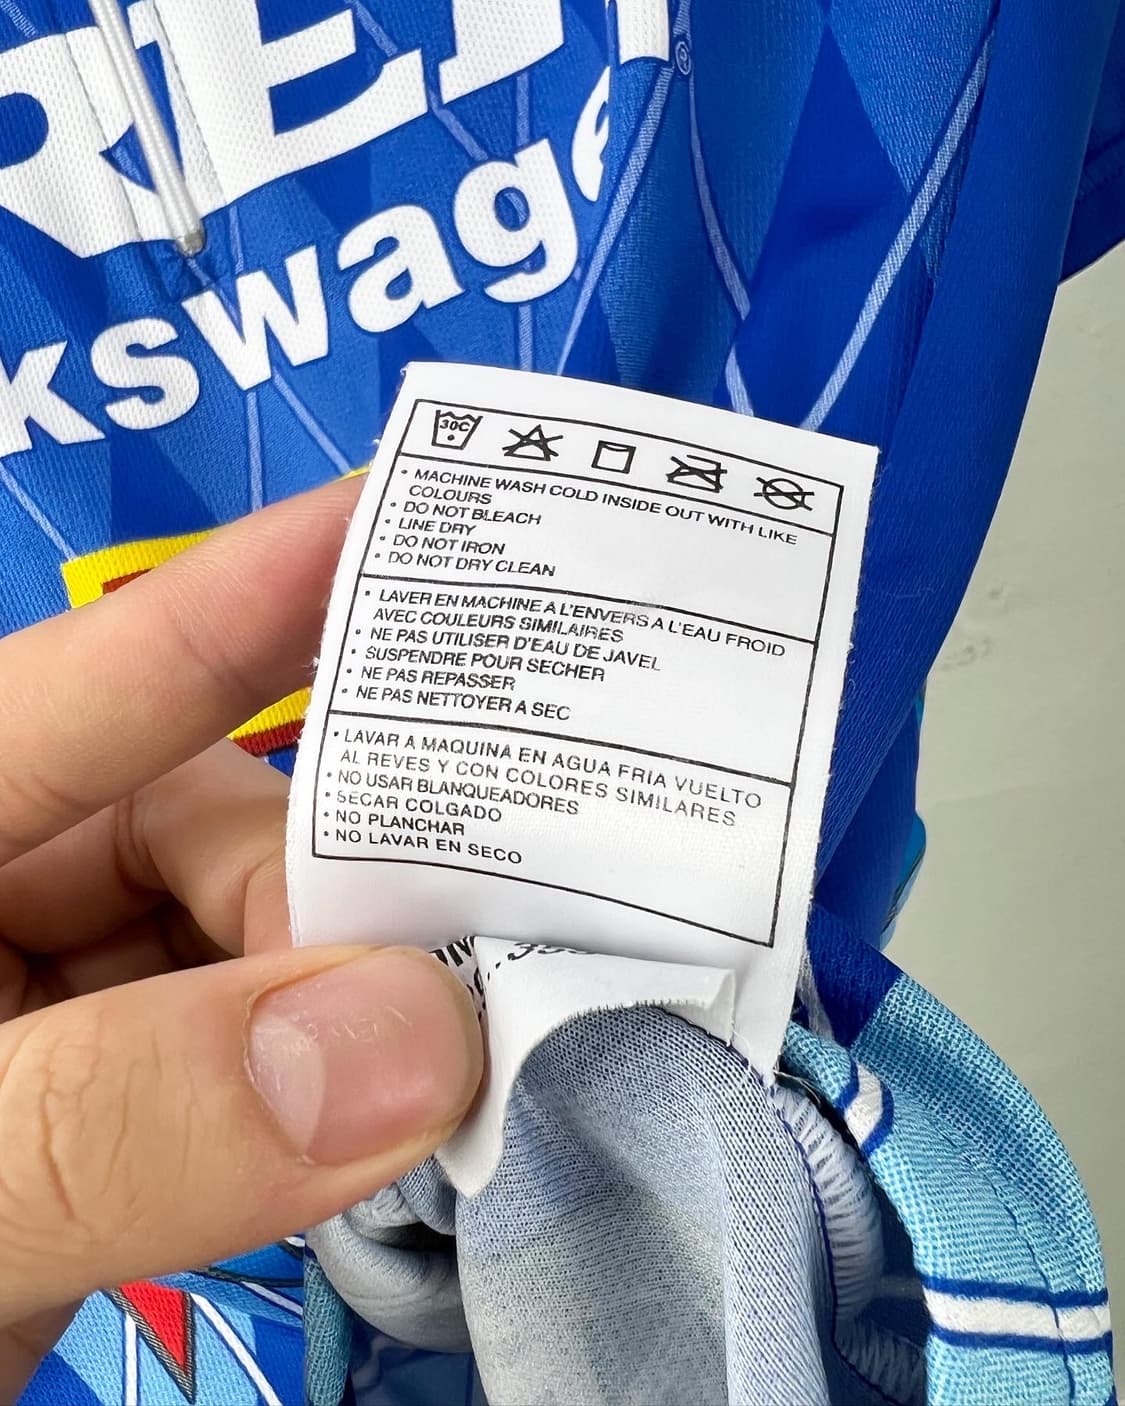 REA
®
kswage
30C
• MACHINE WASH COLD INSIDE OUT WITH LIKE
COLOURS
• DO NOT BLEACH
• LINE DRY
• DO NOT IRON
• DO NOT DRY CLEAN
• LAVER EN MACHINE A L'ENVERS A L'EAU FROID
AVEC COULEURS SIMILAIRES
• NE PAS UTILISER D'EAU DE JAVEL
• SUSPENDRE POUR SECHER
• NE PAS REPASSER
• NE PAS NETTOYER A SEC
• LAVAR A MAQUINA EN AGUA FRIA VUELTO
AL REVES Y CON COLORES SIMILARES
• NO USAR BLANQUEADORES
• SECAR COLGADO
• NO PLANCHAR
• NO LAVAR EN SECO